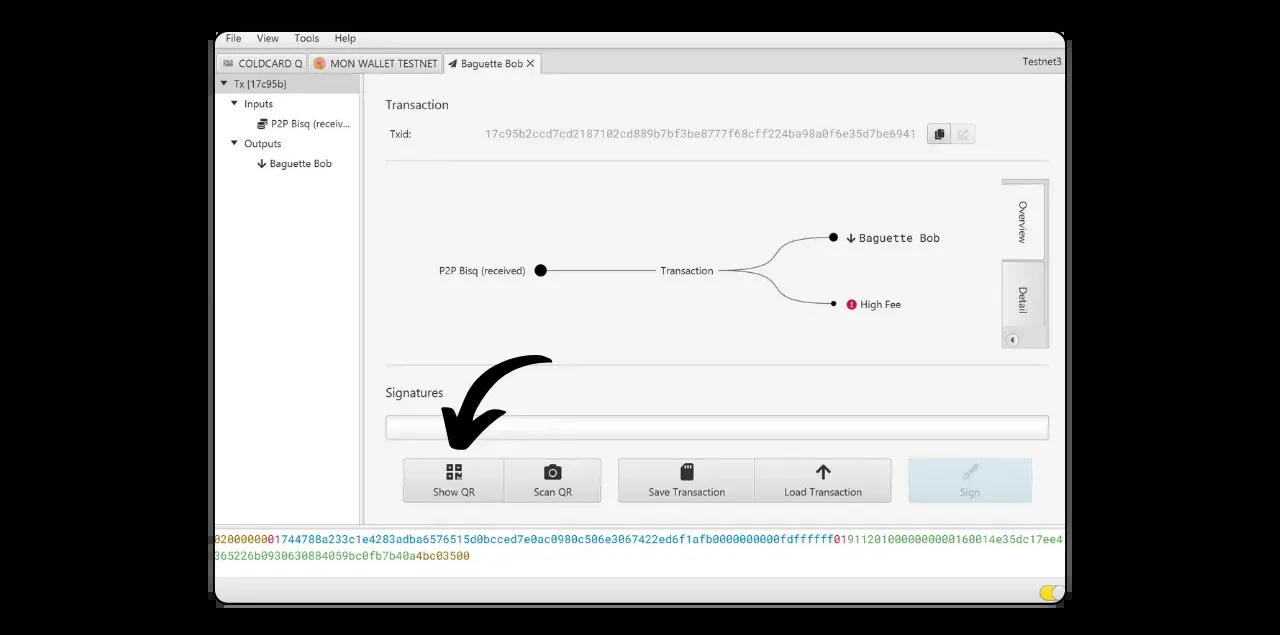 File View Tools Help
COLDCARD Q MON WALLET TESTNET Baguette Bob Testnet3
Tx [17c95b]
Inputs
P2P Bisq (receiv...
Outputs
Baguette Bob
Transaction
Txid: 17c95b2ccd7cd2187102cd889b7bf3be8777f68cff224ba98a0f6e35d7be6941
Overview
Detail
Baguette Bob
P2P Bisq (received) Transaction
High Fee
Signatures
Show QR Scan QR Save Transaction Load Transaction Sign
0200000001744788a233c1e4283adba6576515d0bcced7e0ac0980c506e3067422ed6f1afb0000000000fdffffff019112010000000000160014e35dc17ee4
365226b0930630884059bc0fb7b40a4bc03500